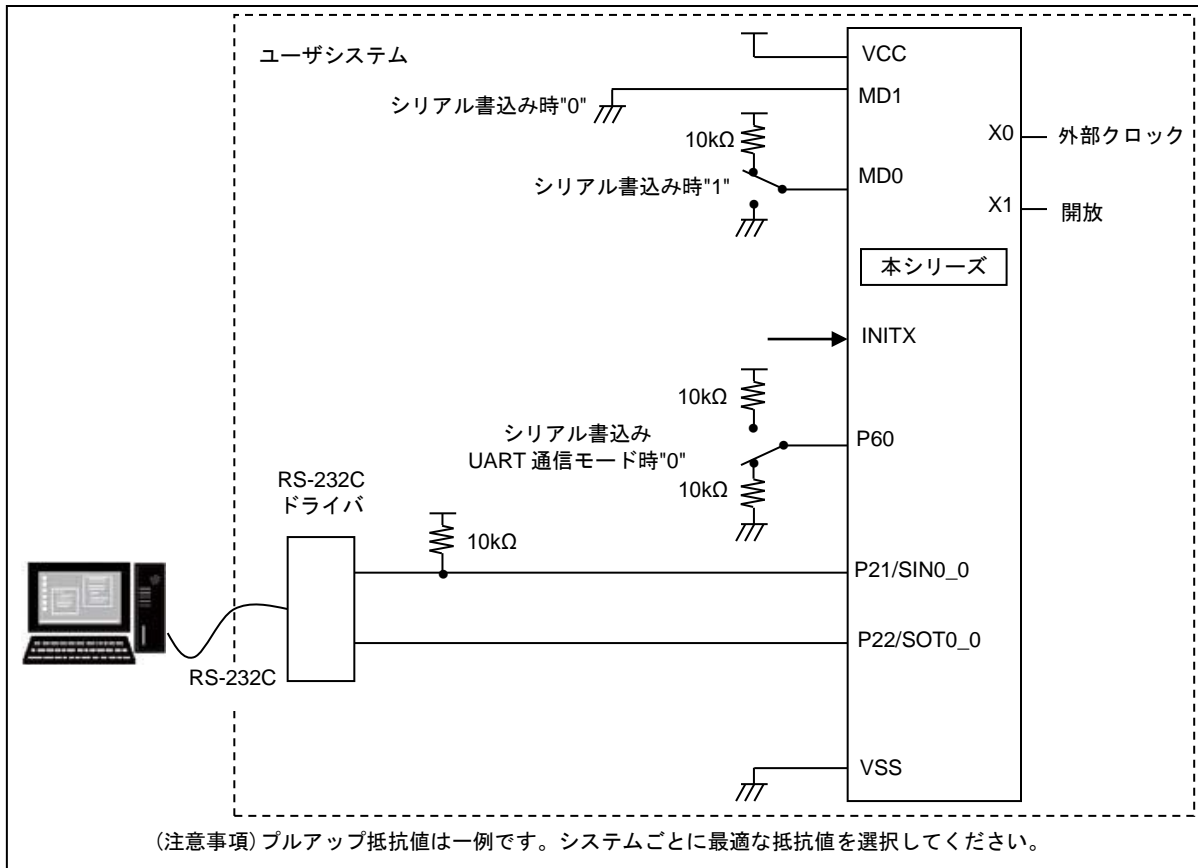 ユーザシステム
VCC
シリアル書込み時"0"
MD1
10kΩ
X0
外部クロック
シリアル書込み時"1"
MD0
X1
開放
本シリーズ
INITX
10kΩ
シリアル書込み
UART 通信モード時"0"
P60
10kΩ
RS-232C
ドライバ
10kΩ
P21/SIN0_0
P22/SOT0_0
RS-232C
VSS
(注意事項) プルアップ抵抗値は一例です。システムごとに最適な抵抗値を選択してください。